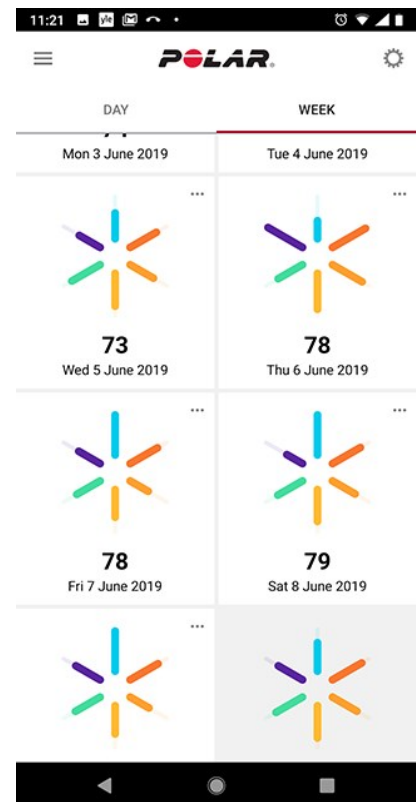 11:21 yle
POLAR.
DAY WEEK
Mon 3 June 2019 Tue 4 June 2019
73 78
Wed 5 June 2019 Thu 6 June 2019
78 79
Fri 7 June 2019 Sat 8 June 2019